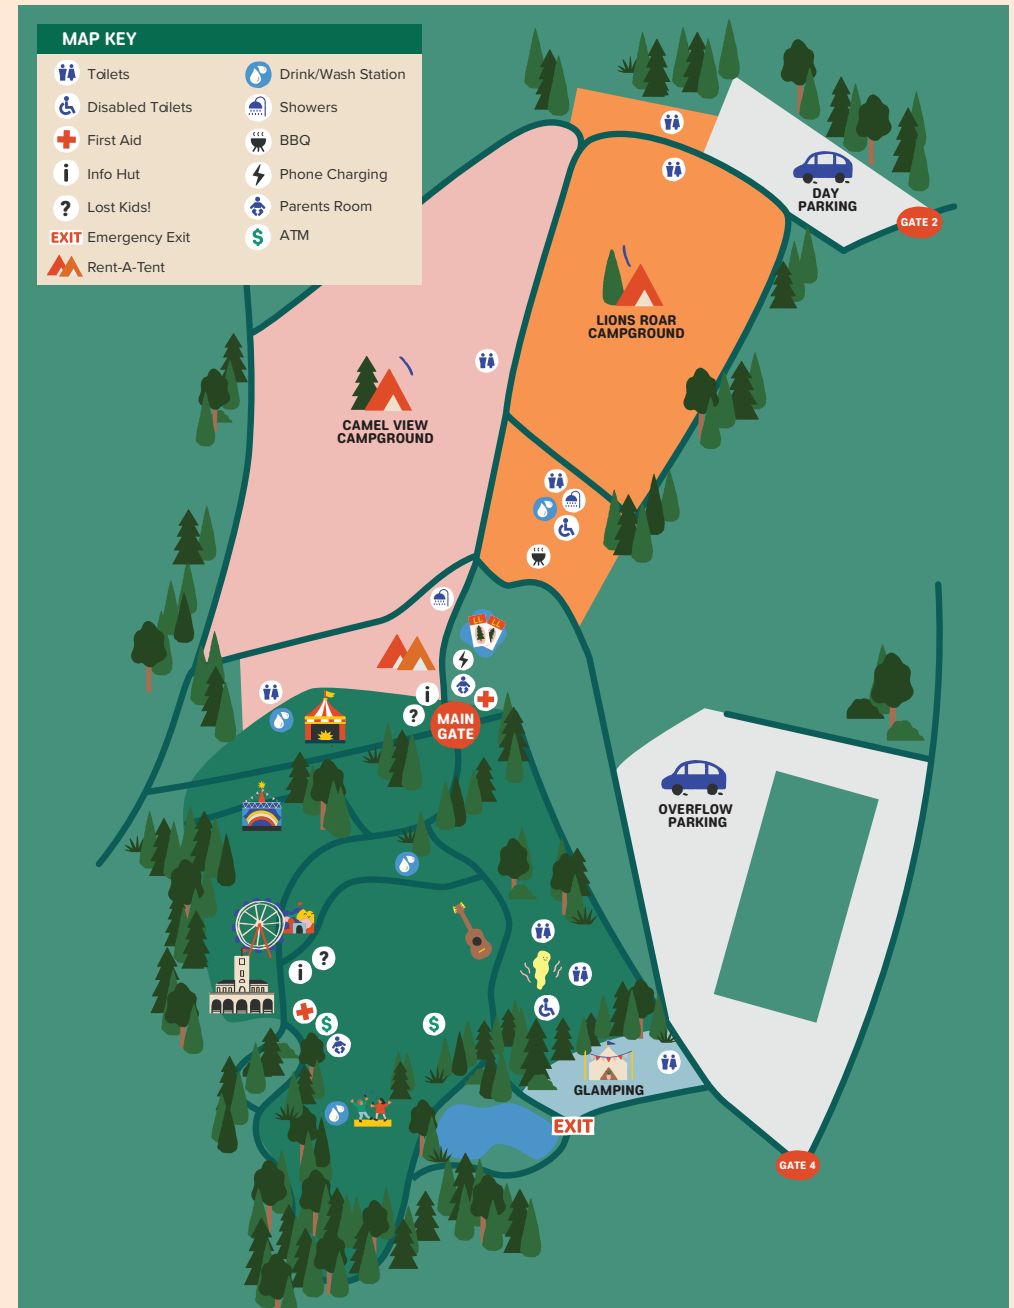 MAP KEY
Toilets
Disabled Toilets
First Aid
i Info Hut
? Lost Kids!
EXIT Emergency Exit
Rent-A-Tent
Drink/Wash Station
Showers
BBQ
Phone Charging
Parents Room
$ ATM
DAY
PARKING
GATE 2
LIONS ROAR
CAMPGROUND
CAMEL VIEW
CAMPGROUND
LL LL
i
?
MAIN
GATE
OVERFLOW
PARKING
?
i
$
$
GLAMPING
EXIT
GATE 4